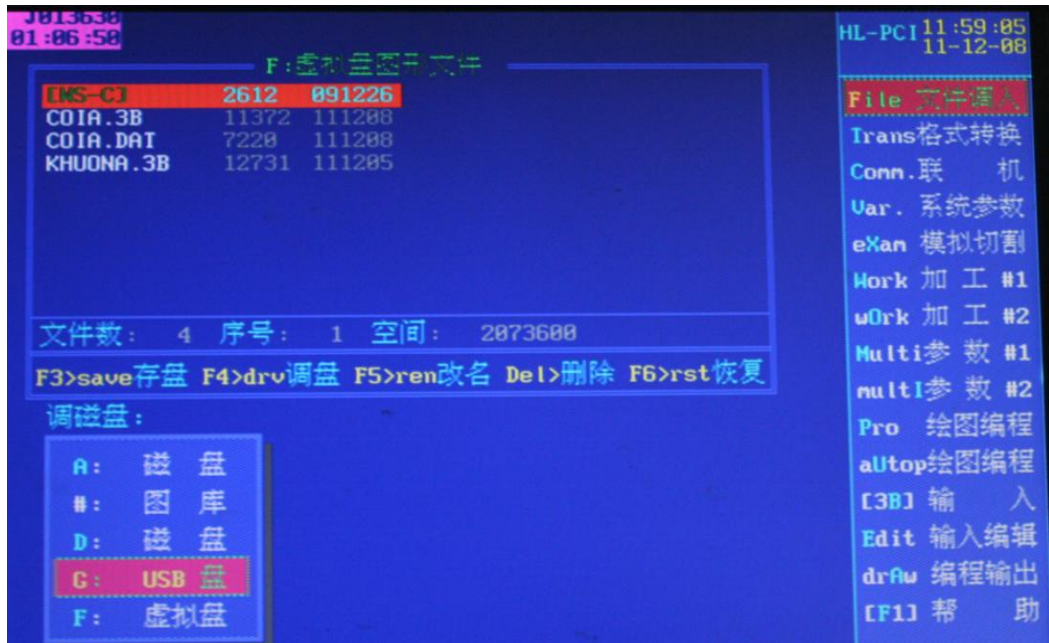 J013630
01:06:50
HL-PCI 11:59:05
11-12-08
F:虚拟盘图形文件
[WS-C] 2612 091226
COIA.3B 11372 111208
COIA.DAT 7220 111208
KHUONA.3B 12731 111205
文件数: 4 序号: 1 空间: 2073600
F3>save存盘 F4>drv调盘 F5>ren改名 Del>删除 F6>rst恢复
调磁盘:
A: 磁 盘
#: 图 库
D: 磁 盘
G: USB 盘
F: 虚拟盘
File 文件调入
Trans格式转换
Comm.联 机
Var. 系统参数
eXam 模拟切割
Work 加 工 #1
wOrk 加 工 #2
Multi参 数 #1
multI参 数 #2
Pro 绘图编程
aUtop绘图编程
[3B] 输 入
Edit 输入编辑
drAw 编程输出
[F1] 帮 助